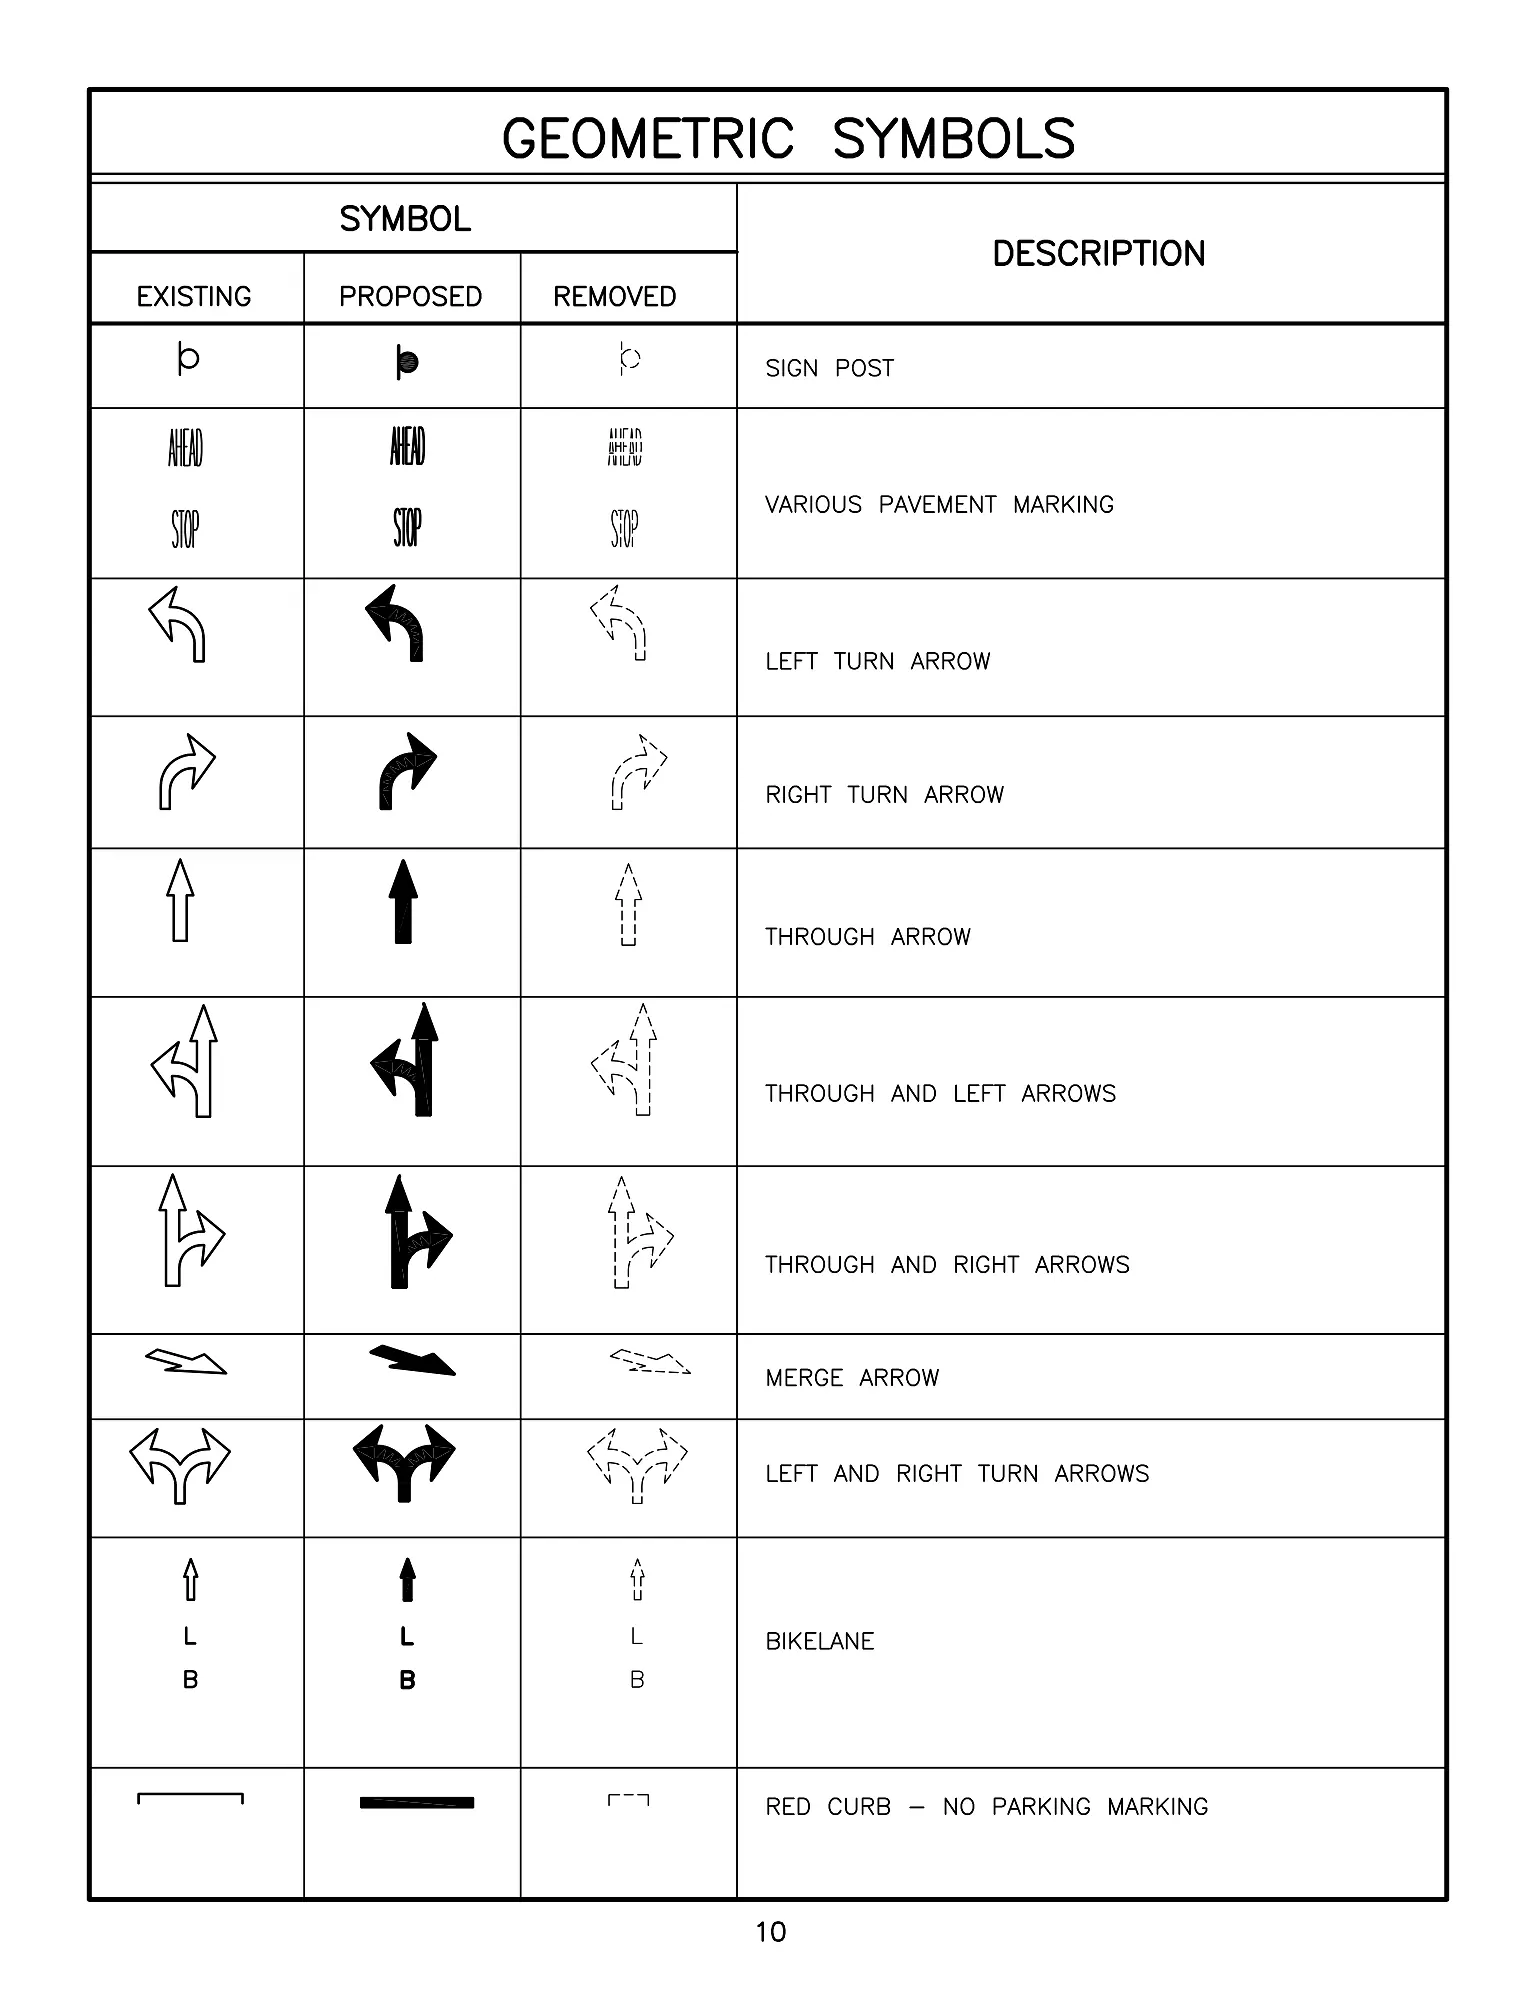 GEOMETRIC SYMBOLS
SYMBOL
DESCRIPTION
EXISTING PROPOSED REMOVED
SIGN POST
AHEAD AHEAD AHEAD
STOP STOP STOP
VARIOUS PAVEMENT MARKING
LEFT TURN ARROW
RIGHT TURN ARROW
THROUGH ARROW
THROUGH AND LEFT ARROWS
THROUGH AND RIGHT ARROWS
MERGE ARROW
LEFT AND RIGHT TURN ARROWS
L L L
B B B
BIKELANE
RED CURB – NO PARKING MARKING
10